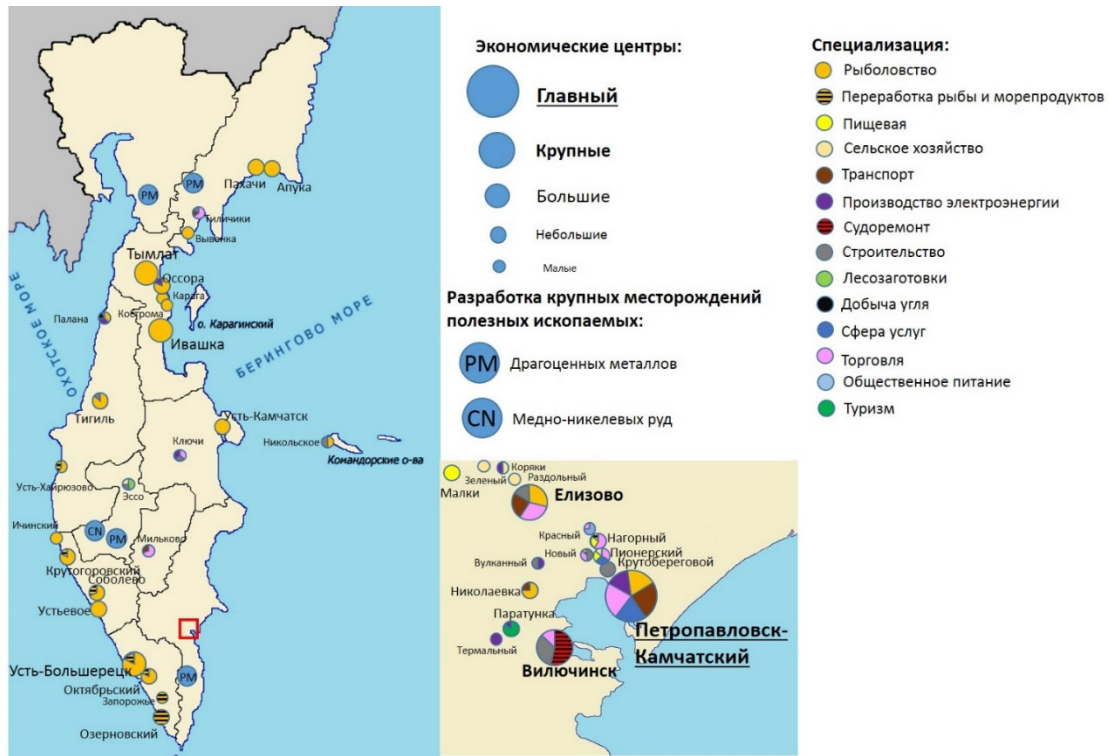 Экономические центры:
Главный
Крупные
Большие
Небольшие
Малые
Разработка крупных месторождений
полезных ископаемых:
PM
Драгоценных металлов
CN
Медно-никелевых руд
Специализация:
Рыболовство
Переработка рыбы и морепродуктов
Пищевая
Сельское хозяйство
Транспорт
Производство электроэнергии
Судоремонт
Строительство
Лесозаготовки
Добыча угля
Сфера услуг
Торговля
Общественное питание
Туризм
PM
PM
Пахачи
Апука
Тиличики
Вывонка
Тымлат
Оссора
Карага
Кострома
Палана
о. Карагинский
Ивашка
ОХОТСКОЕ МОРЕ
БЕРИНГОВО МОРЕ
Тигиль
Усть-Камчатск
Ключи
Никольское
Командорские о-ва
Усть-Хайрюзово
Эссо
Ичинский
CN
PM
Мильково
Крутогоровский
Соболево
Устьевое
Усть-Большерецк
PM
Октябрьский
Запорожье
Озерновский
Малки
Зеленый
Коряки
Раздольный
Елизово
Красный
Нагорный
Новый
Пионерский
Вулканный
Крутобереговой
Николаевка
Паратунка
Термальный
Петропавловск-
Камчатский
Вилючинск